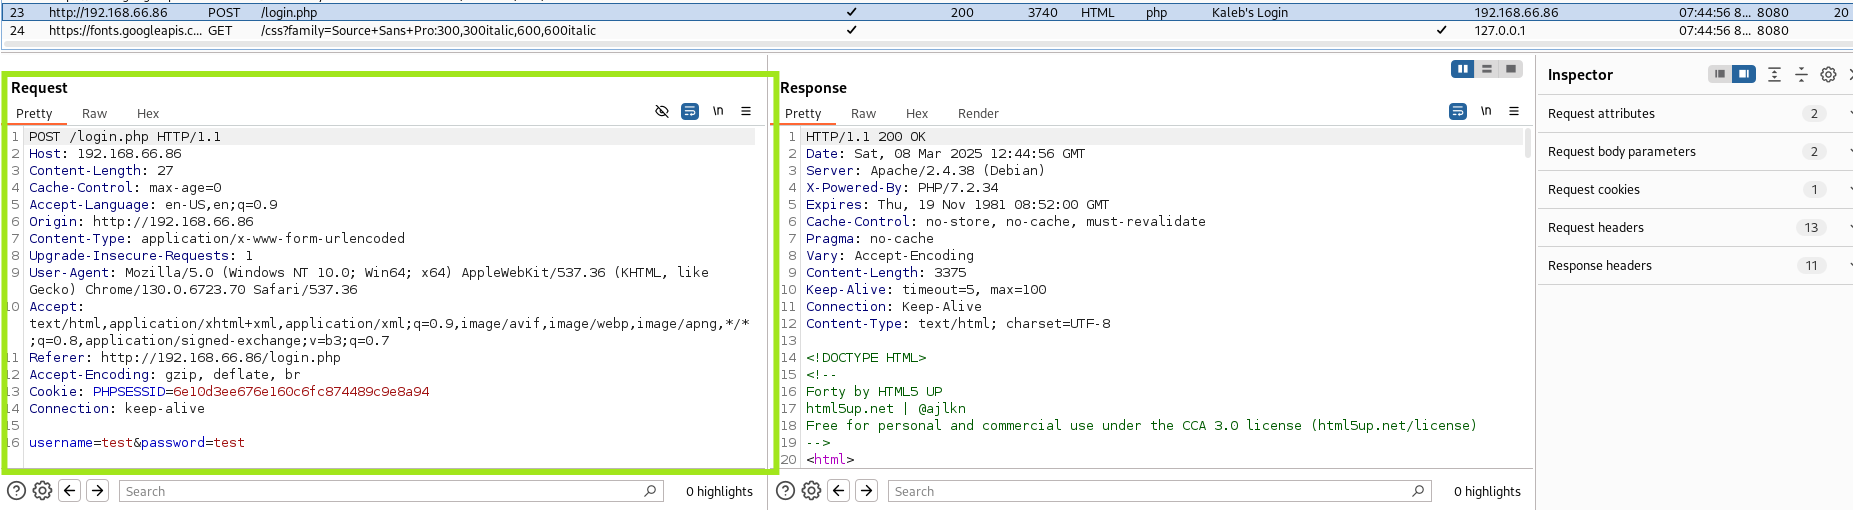 23 http://192.168.66.86 POST /login.php 200 3740 HTML php Kaleb's Login 192.168.66.86 07:44:56 8... 8080 20
24 https://fonts.googleapis.c... GET /css?family=Source+Sans+Pro:300,300italic,600,600italic 127.0.0.1 07:44:56 8... 8080
Request
Pretty Raw Hex \n
1 POST /login.php HTTP/1.1
2 Host: 192.168.66.86
3 Content-Length: 27
4 Cache-Control: max-age=0
5 Accept-Language: en-US,en;q=0.9
6 Origin: http://192.168.66.86
7 Content-Type: application/x-www-form-urlencoded
8 Upgrade-Insecure-Requests: 1
9 User-Agent: Mozilla/5.0 (Windows NT 10.0; Win64; x64) AppleWebKit/537.36 (KHTML, like
Gecko) Chrome/130.0.6723.70 Safari/537.36
10 Accept:
text/html,application/xhtml+xml,application/xml;q=0.9,image/avif,image/webp,image/apng,*/*
;q=0.8,application/signed-exchange;v=b3;q=0.7
11 Referer: http://192.168.66.86/login.php
12 Accept-Encoding: gzip, deflate, br
13 Cookie: PHPSESSID=6e10d3ee676e160c6fc874489c9e8a94
14 Connection: keep-alive
15
16 username=test&password=test
Search 0 highlights
Response
Pretty Raw Hex Render \n
1 HTTP/1.1 200 OK
2 Date: Sat, 08 Mar 2025 12:44:56 GMT
3 Server: Apache/2.4.38 (Debian)
4 X-Powered-By: PHP/7.2.34
5 Expires: Thu, 19 Nov 1981 08:52:00 GMT
6 Cache-Control: no-store, no-cache, must-revalidate
7 Pragma: no-cache
8 Vary: Accept-Encoding
9 Content-Length: 3375
10 Keep-Alive: timeout=5, max=100
11 Connection: Keep-Alive
12 Content-Type: text/html; charset=UTF-8
13
14 <!DOCTYPE HTML>
15 <!--
16 Forty by HTML5 UP
17 html5up.net | @ajlkn
18 Free for personal and commercial use under the CCA 3.0 license (html5up.net/license)
19 -->
20 <html>
Search 0 highlights
Inspector
Request attributes 2
Request body parameters 2
Request cookies 1
Request headers 13
Response headers 11